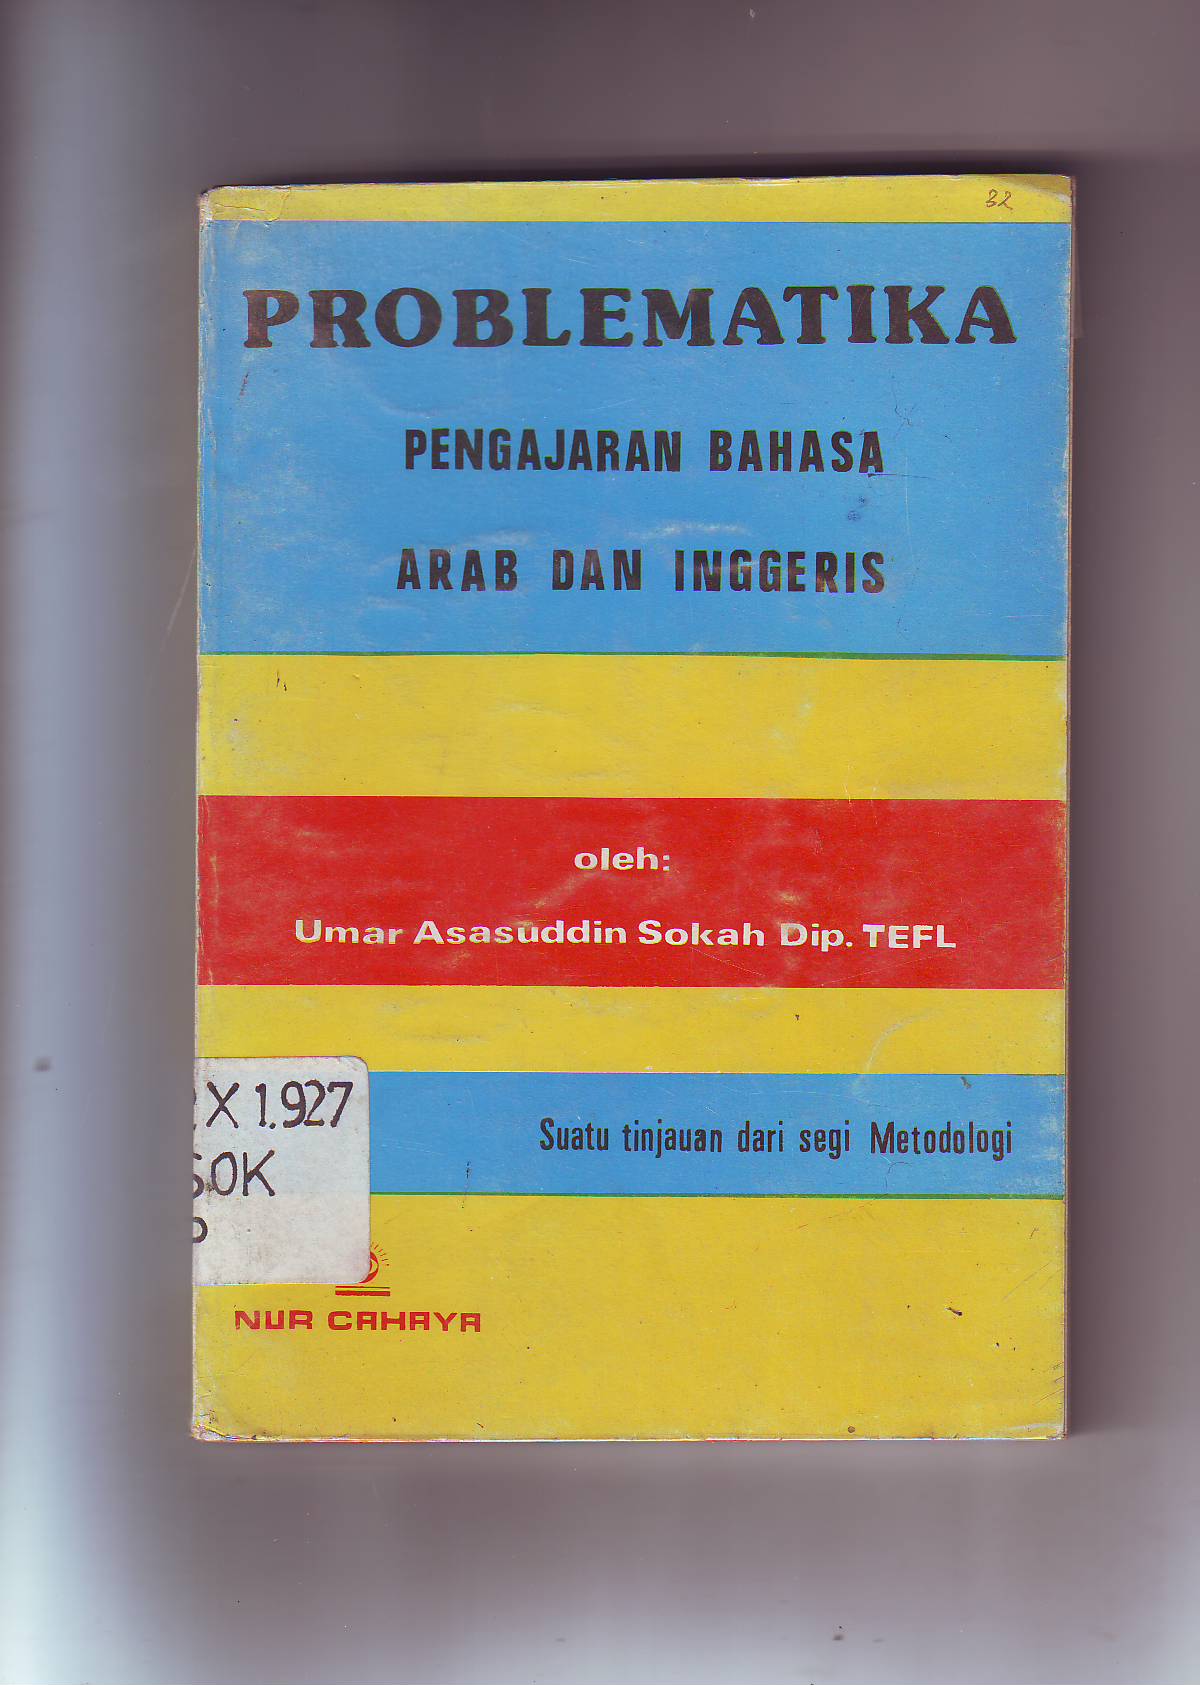 32
PROBLEMATIKA
PENGAJARAN BAHASA
ARAB DAN INGGERIS
oleh:
Umar Asasuddin Sokah Dip. TEFL
Suatu tinjauan dari segi Metodologi
X 1.927
SOK
P
NUR CAHAYA